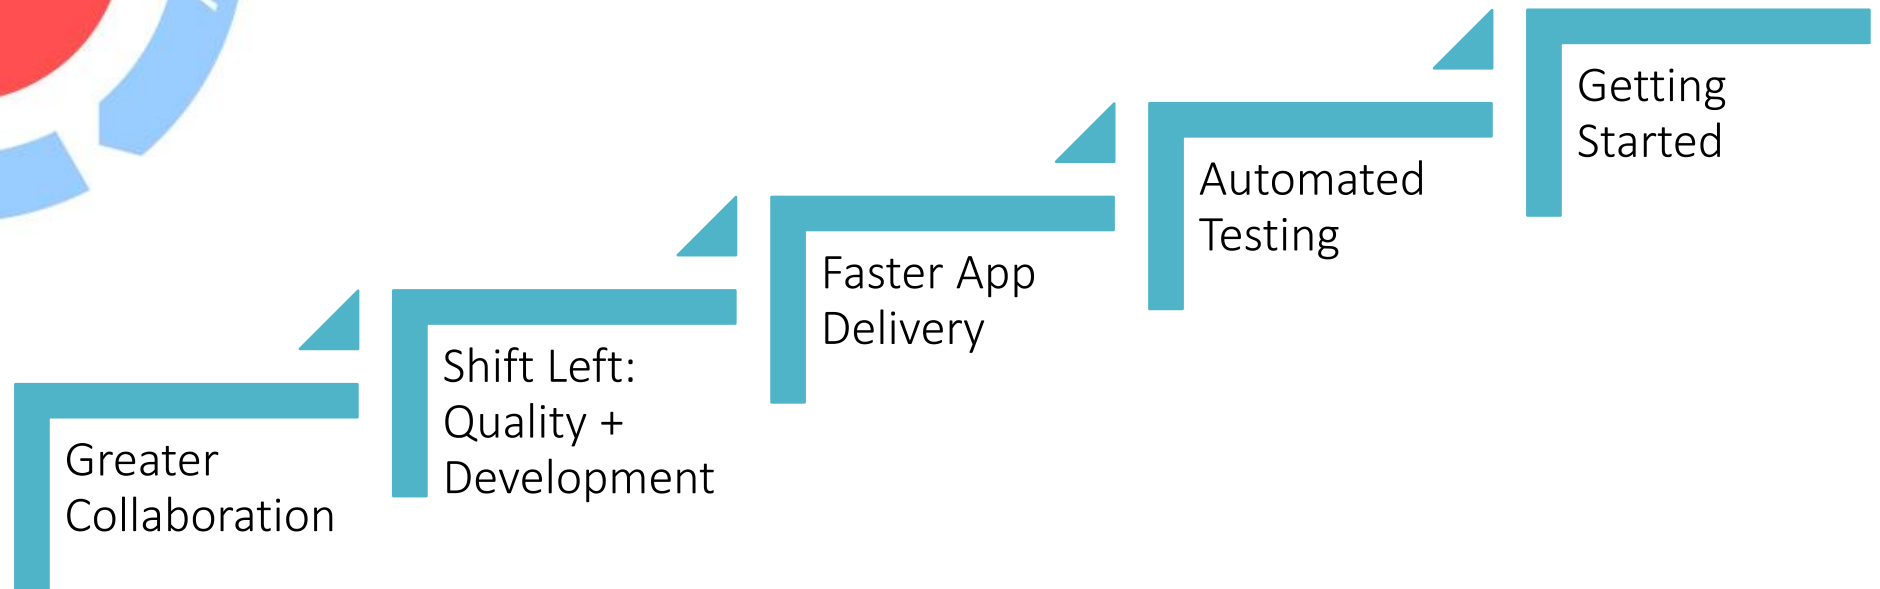 Greater
Collaboration
Shift Left:
Quality +
Development
Faster App
Delivery
Automated
Testing
Getting
Started